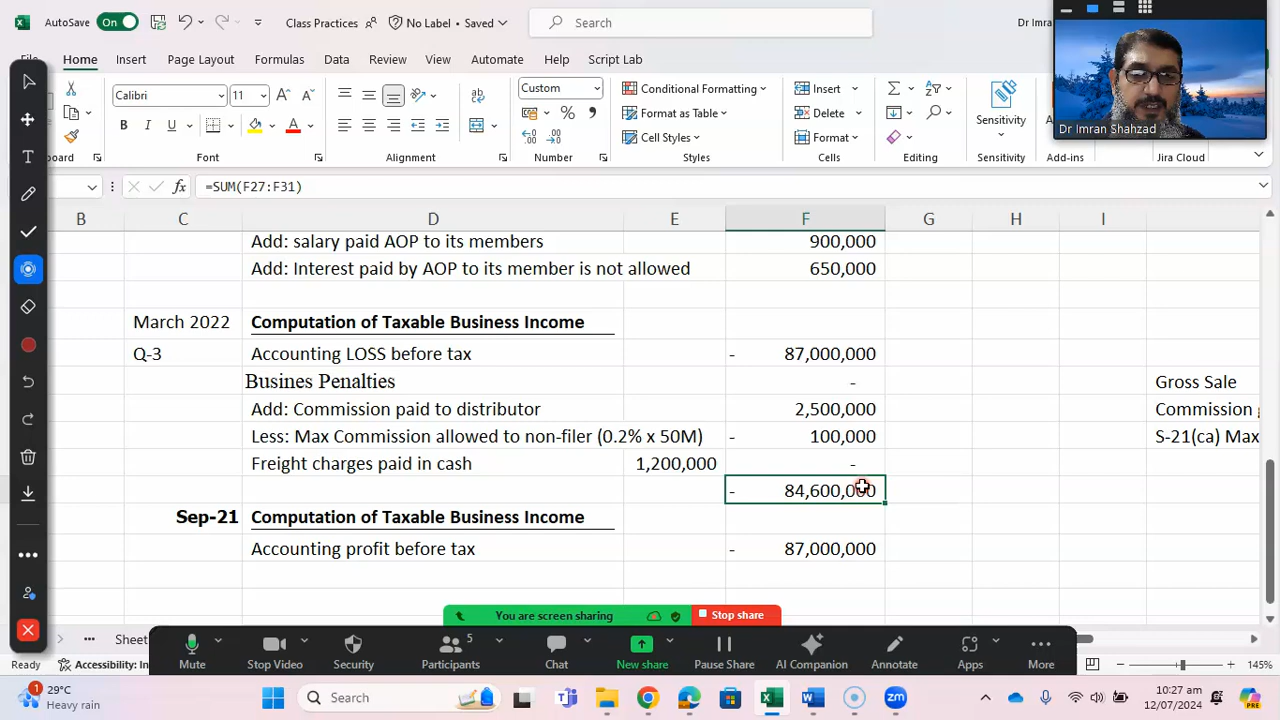 AutoSave On Class Practices No Label • Saved Search Dr Imran
File Home Insert Page Layout Formulas Data Review View Automate Help Script Lab
Calibri 11 Custom Conditional Formatting Insert
Format as Table Delete
B I U A Cell Styles Format Sensitivity
board Font Alignment Number Styles Cells Editing Sensitivity Add-ins Jira Cloud
Dr Imran Shahzad
=SUM(F27:F31)
B C D E F G H I
Add: salary paid AOP to its members 900,000
Add: Interest paid by AOP to its member is not allowed 650,000
March 2022 Computation of Taxable Business Income
Q-3 Accounting LOSS before tax - 87,000,000
Busines Penalties - Gross Sale
Add: Commission paid to distributor 2,500,000 Commission
Less: Max Commission allowed to non-filer (0.2% x 50M) - 100,000 S-21(ca) Max
Freight charges paid in cash 1,200,000 -
- 84,600,000
Sep-21 Computation of Taxable Business Income
Accounting profit before tax - 87,000,000
You are screen sharing Stop share
Sheet
5
Mute Stop Video Security Participants Chat New share Pause Share AI Companion Annotate Apps More
Ready Accessibility: In 145%
1 29°C
Heavy rain
Search
10:27 am
12/07/2024
PRE